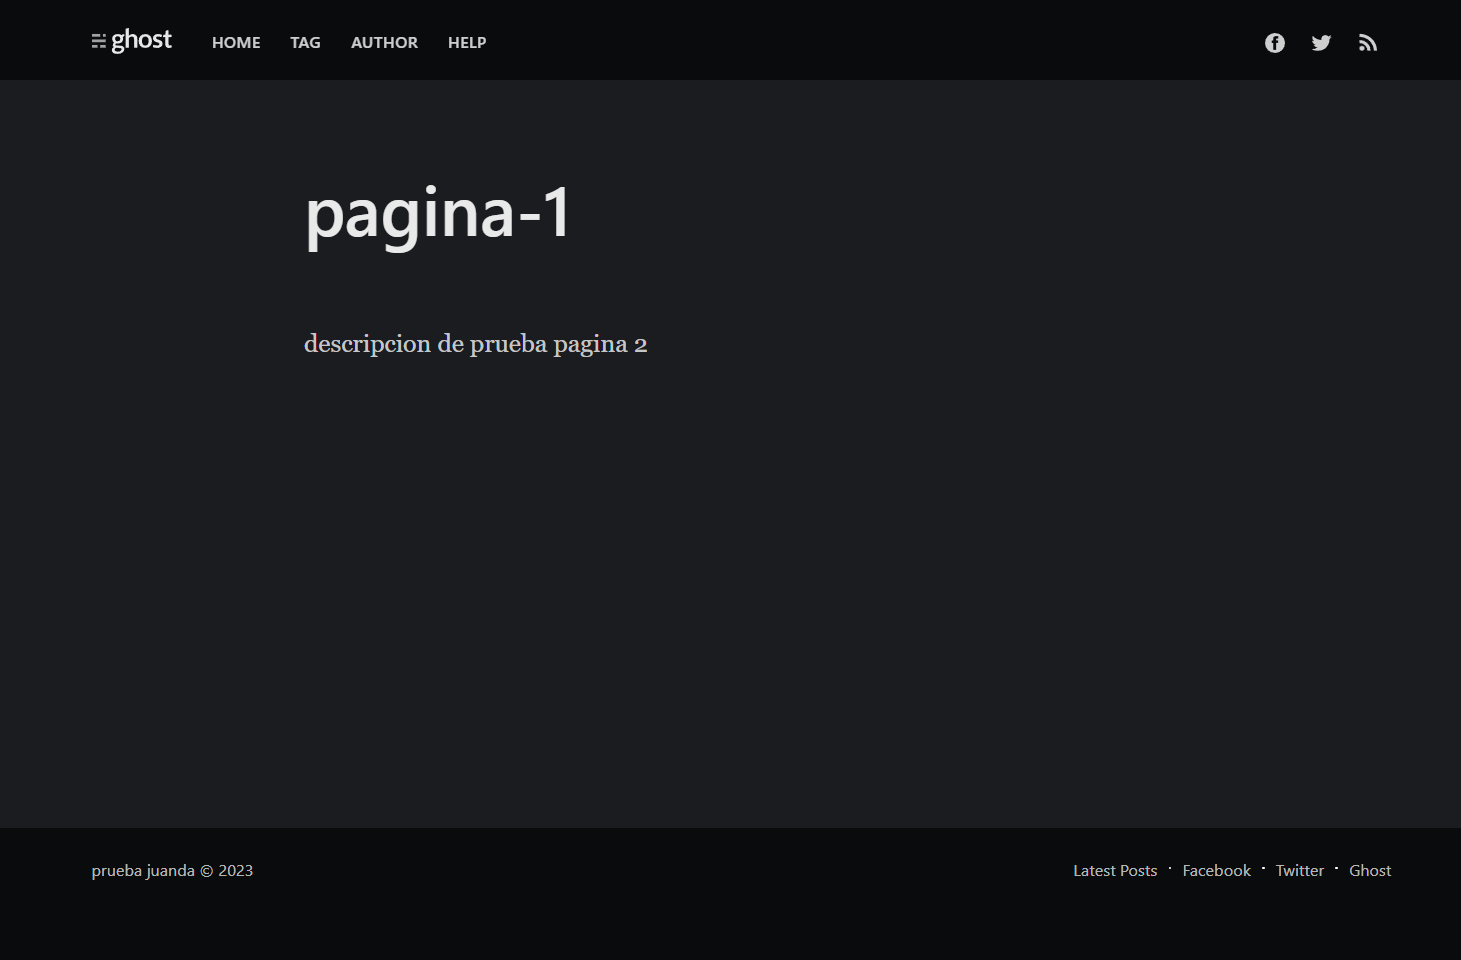 ghost HOME TAG AUTHOR HELP
pagina-1
descripcion de prueba pagina 2
prueba juanda © 2023 Latest Posts · Facebook · Twitter · Ghost